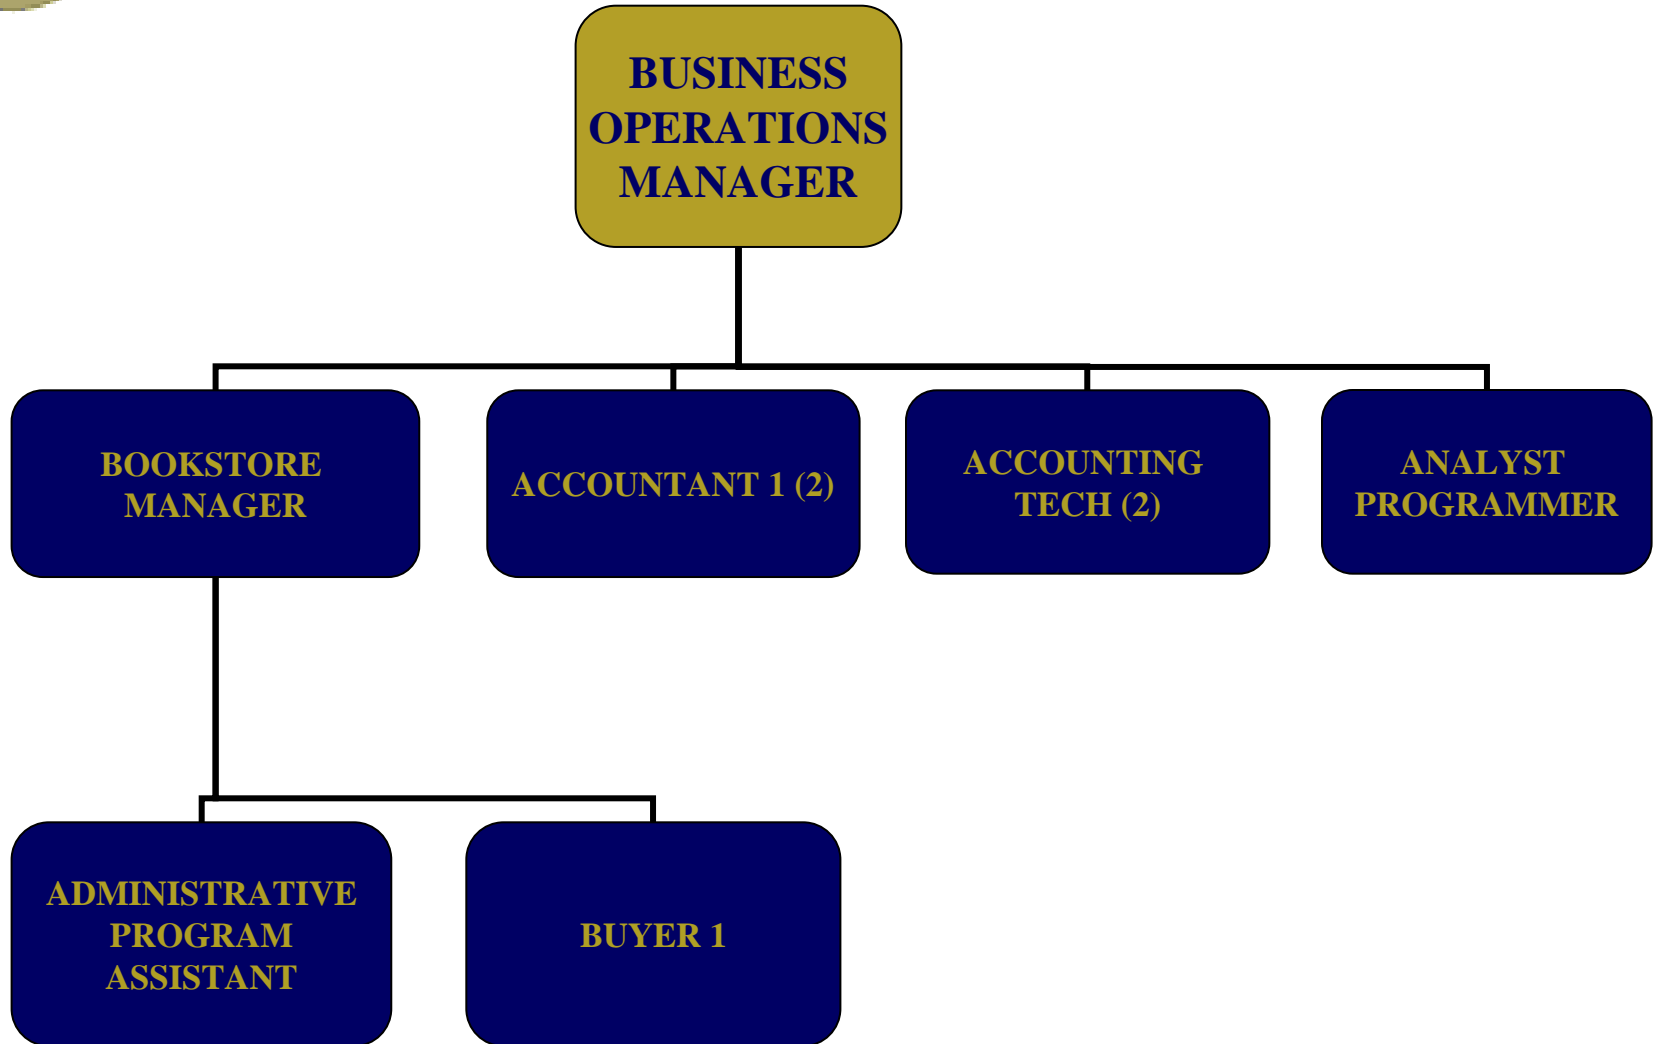 BUSINESS
OPERATIONS
MANAGER
BOOKSTORE
MANAGER
ACCOUNTANT 1 (2)
ACCOUNTING
TECH (2)
ANALYST
PROGRAMMER
ADMINISTRATIVE
PROGRAM
ASSISTANT
BUYER 1